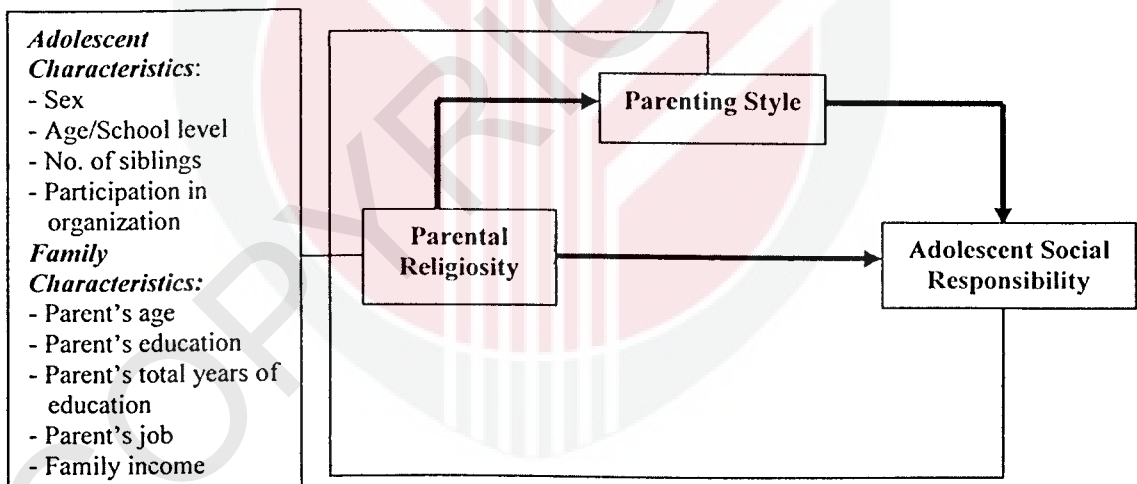 Adolescent
Characteristics:
- Sex
- Age/School level
- No. of siblings
- Participation in
organization
Family
Characteristics:
- Parent's age
- Parent's education
- Parent's total years of
education
- Parent's job
- Family income
Parenting Style
Parental
Religiosity
Adolescent Social
Responsibility
COPYRIG